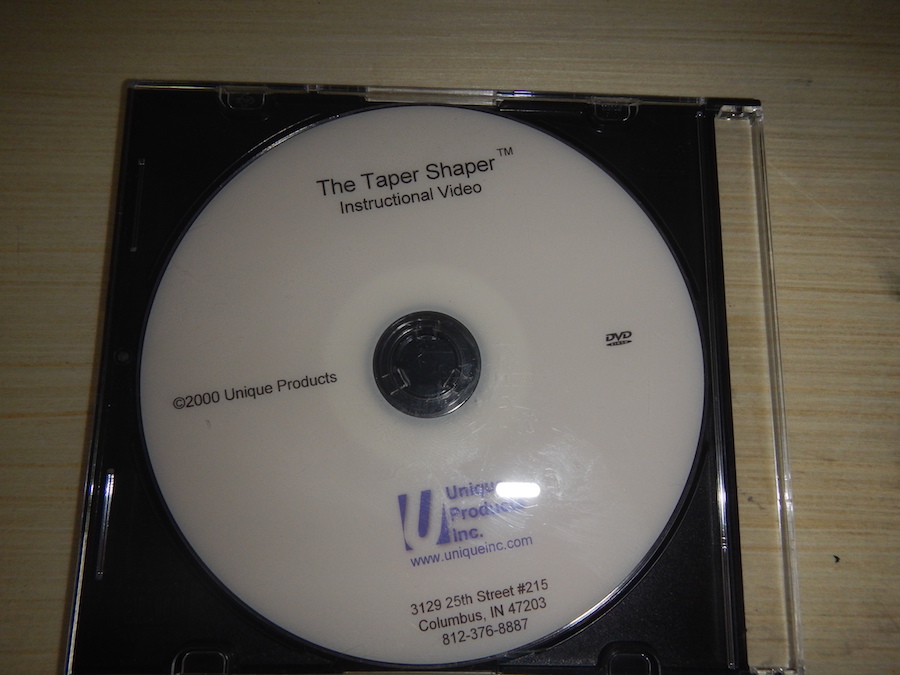 The Taper Shaper™
Instructional Video
DVD
VIDEO
©2000 Unique Products
U
Unique
Products
Inc.
www.uniqueinc.com
3129 25th Street #215
Columbus, IN 47203
812-376-8887